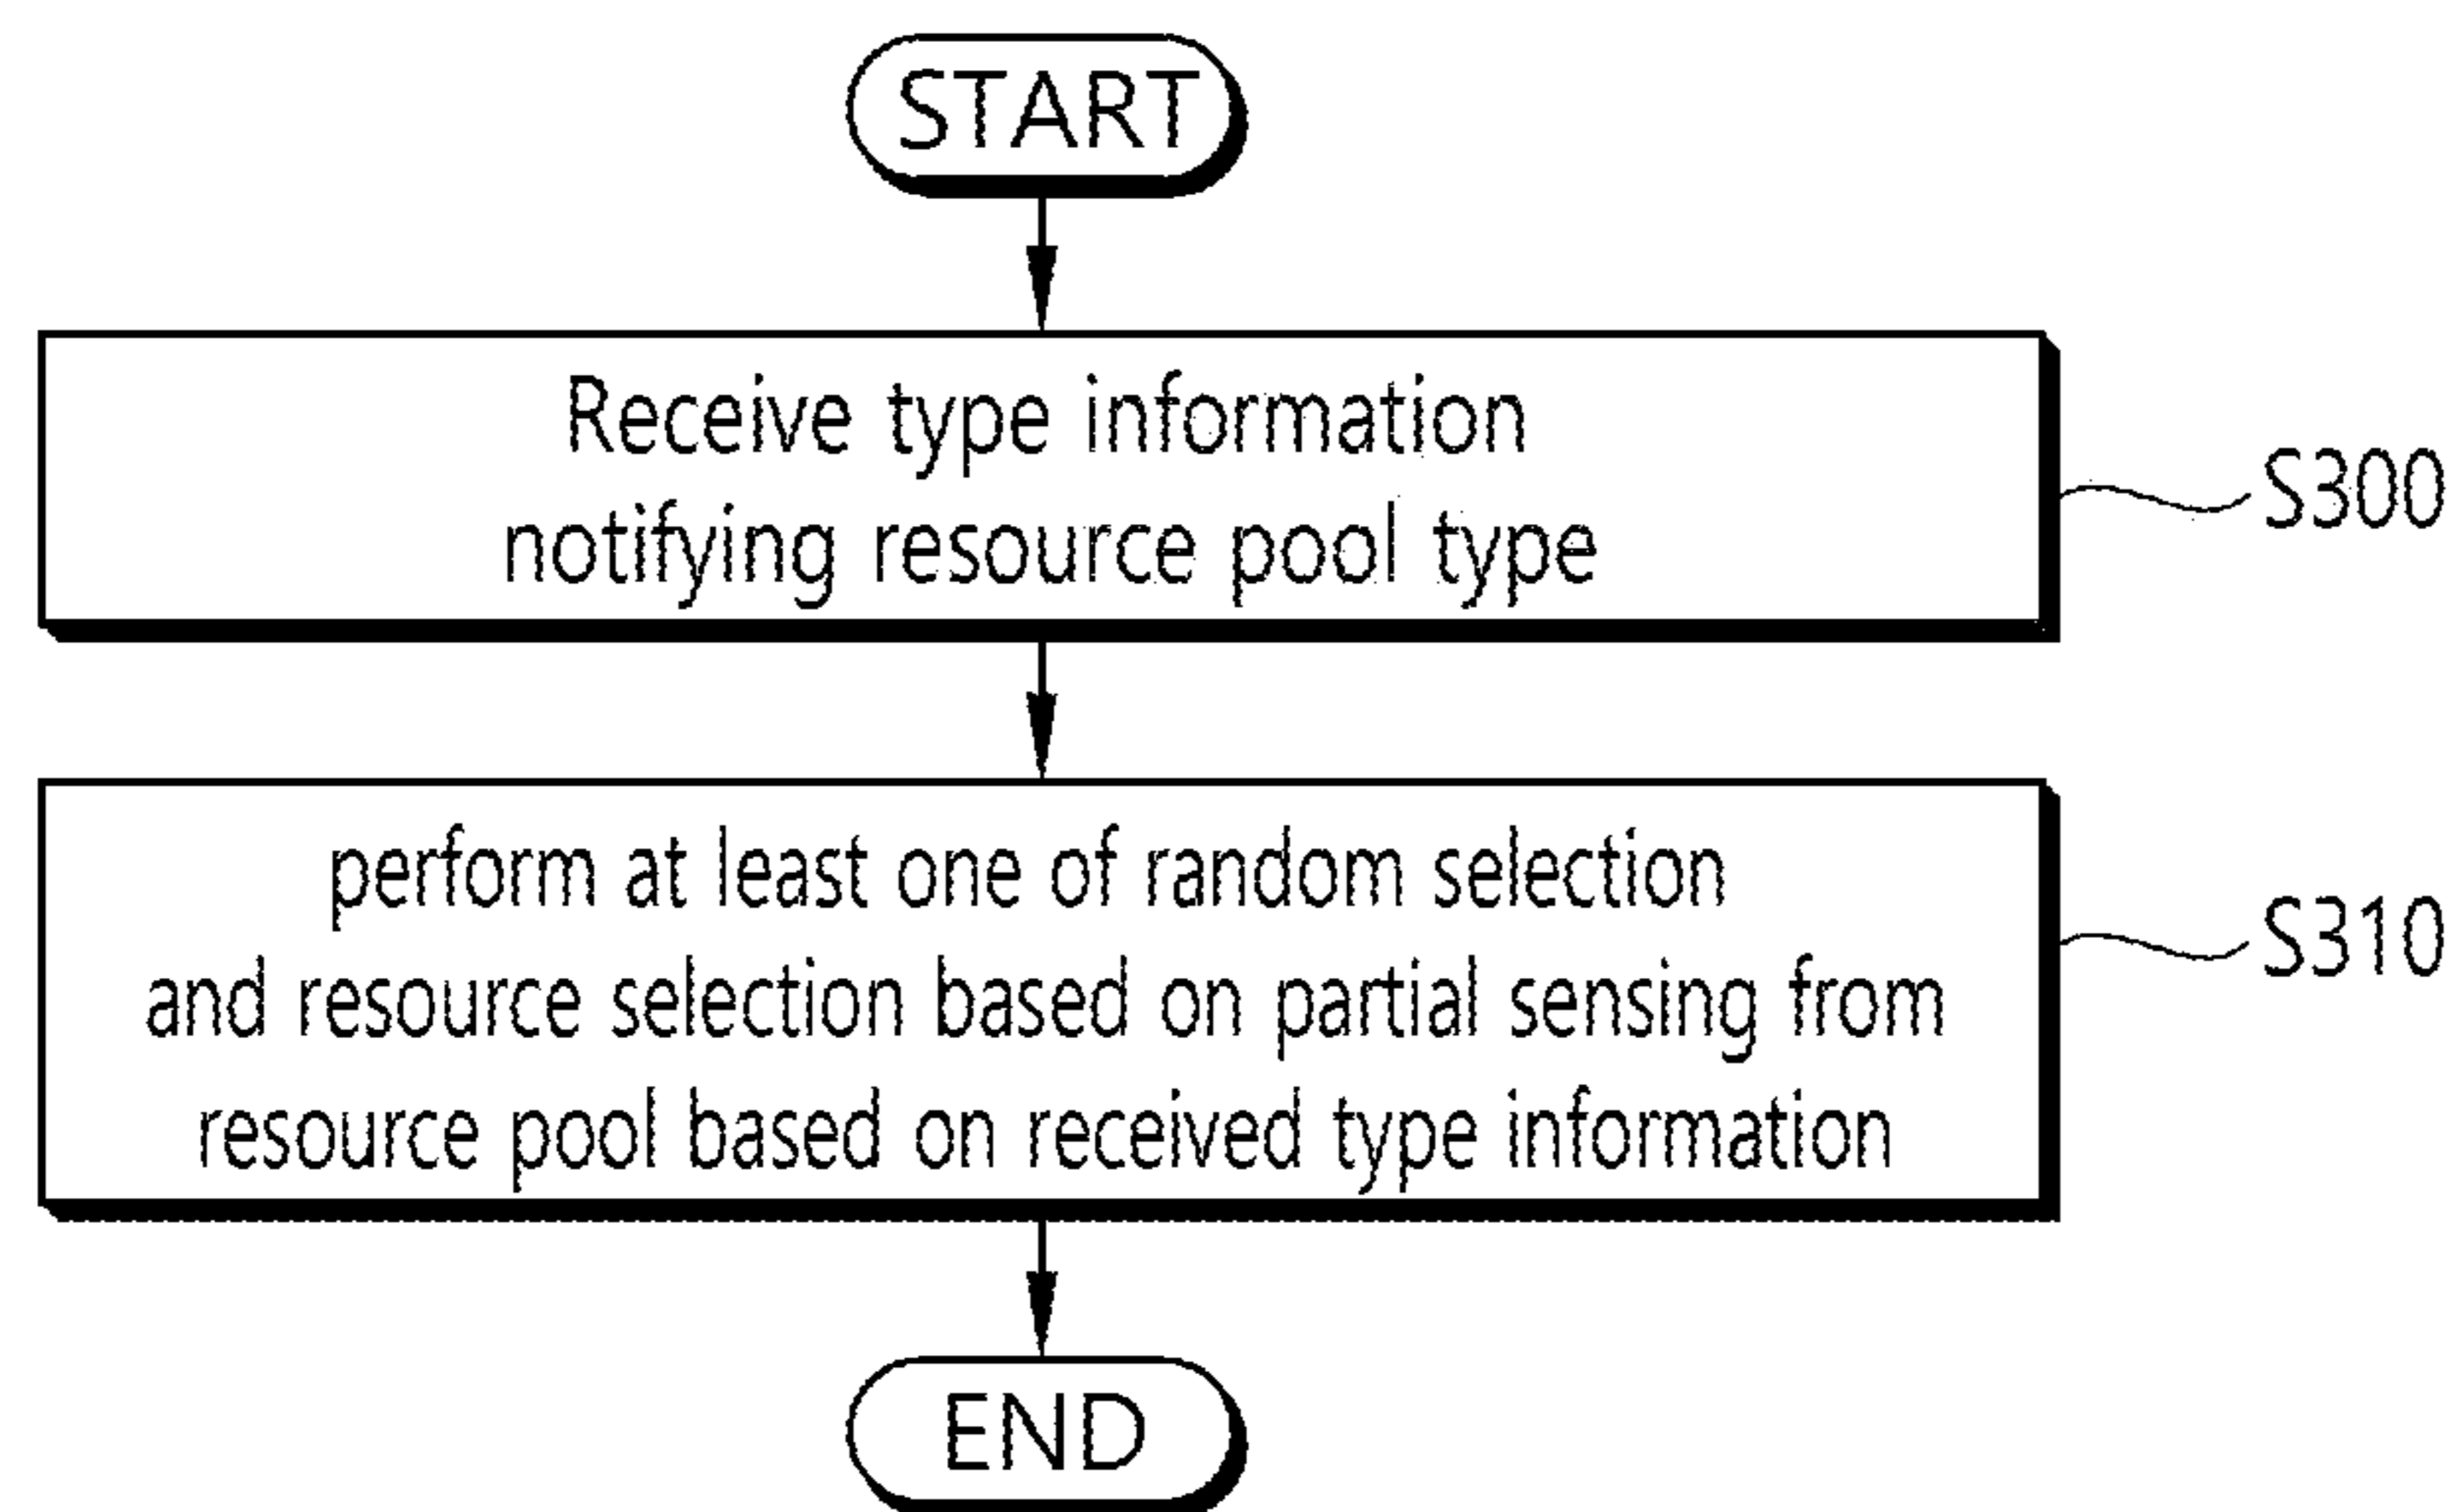 START
Receive type information
notifying resource pool type
S300
perform at least one of random selection
and resource selection based on partial sensing from
resource pool based on received type information
S310
END